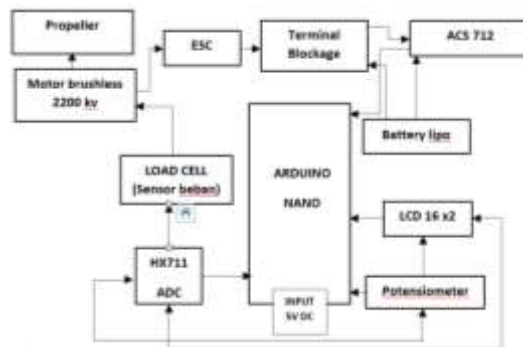 Propeller
ESC
Terminal
Blockage
ACS 712
Motor brushless
2200 kv
Battery lipo
LOAD CELL
(Sensor beban)
ARDUINO
NANO
LCD 16 x2
HX711
ADC
INPUT
5V DC
Potensiometer